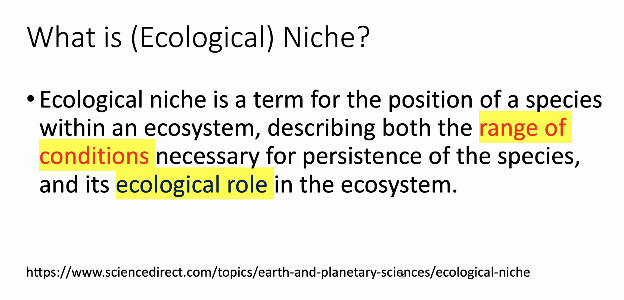 What is (Ecological) Niche?
• Ecological niche is a term for the position of a species
within an ecosystem, describing both the range of
conditions necessary for persistence of the species,
and its ecological role in the ecosystem.
https://www.sciencedirect.com/topics/earth-and-planetary-sciences/ecological-niche